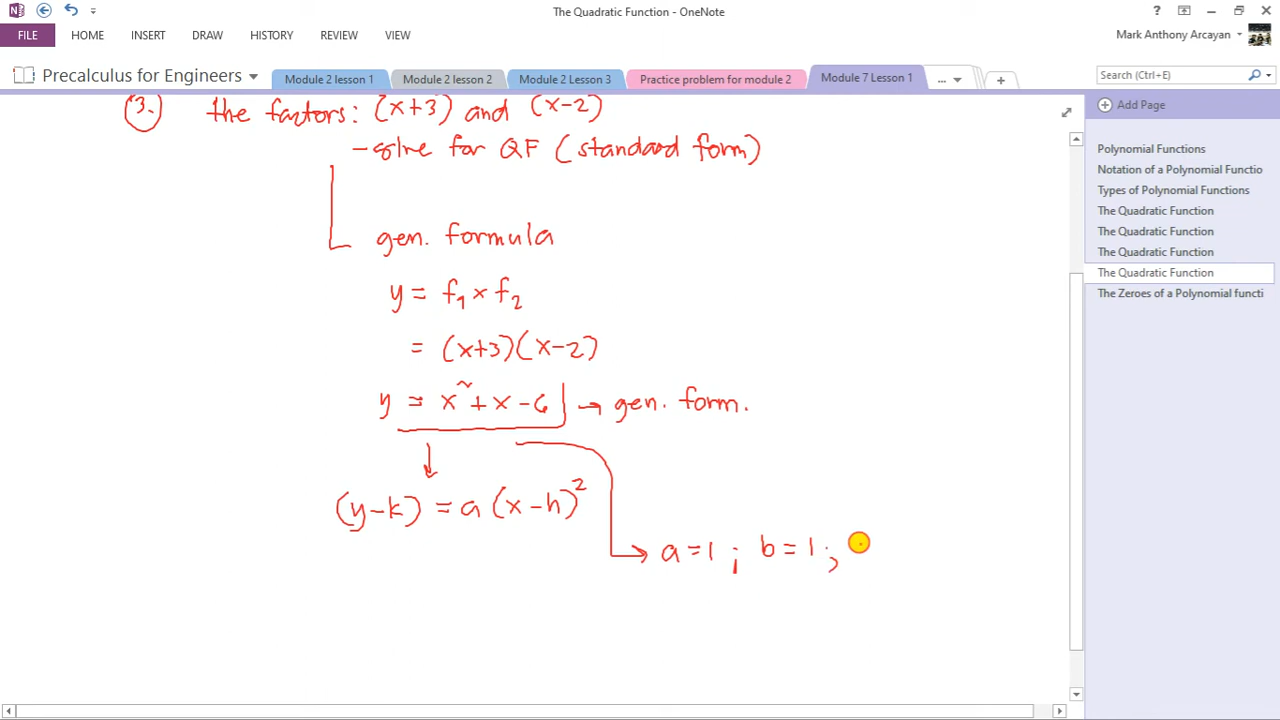 The Quadratic Function - OneNote
?
FILE HOME INSERT DRAW HISTORY REVIEW VIEW
Mark Anthony Arcayan
Precalculus for Engineers
Module 2 lesson 1
Module 2 lesson 2
Module 2 Lesson 3
Practice problem for module 2
Module 7 Lesson 1
...
+
Search (Ctrl+E)
3. the factors: (x+3) and (x-2)
- solve for QF (standard form)
gen. formula
y = f1 x f2
= (x+3)(x-2)
y = x² + x - 6 → gen. form.
(y-k) = a (x-h)²
a = 1 ; b = 1 ;
Add Page
Polynomial Functions
Notation of a Polynomial Functio
Types of Polynomial Functions
The Quadratic Function
The Quadratic Function
The Quadratic Function
The Quadratic Function
The Zeroes of a Polynomial functi